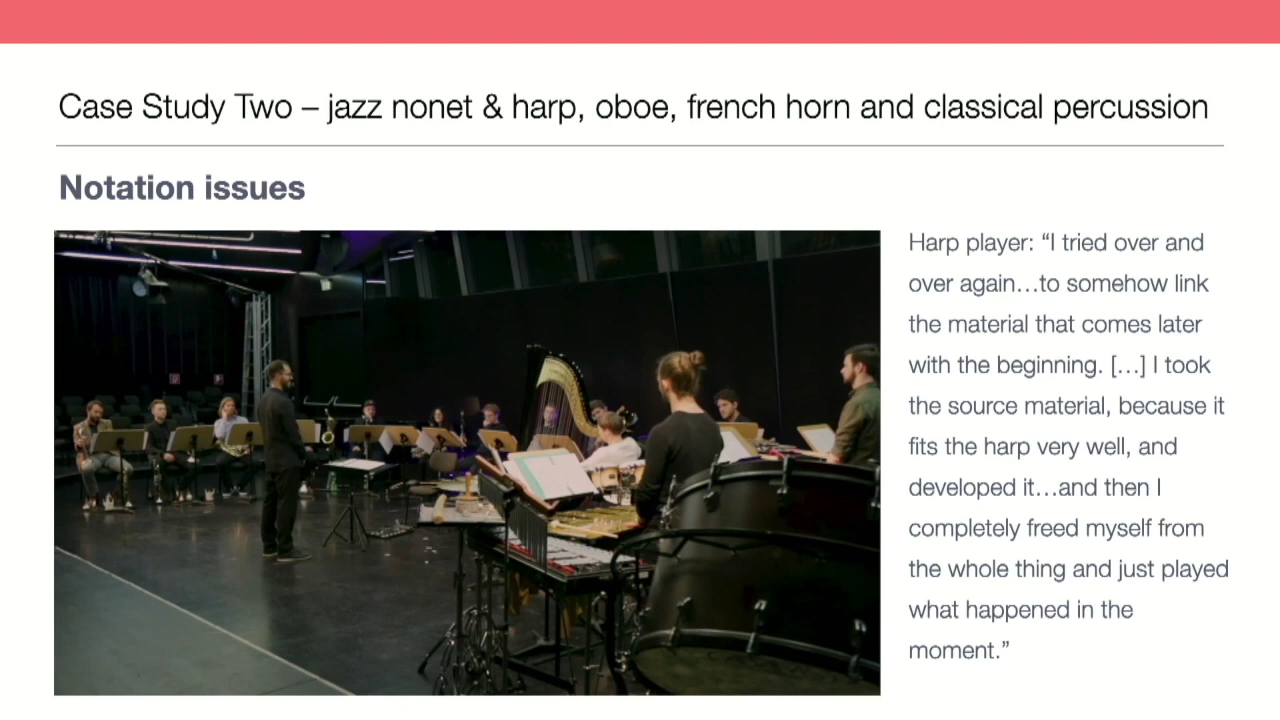 Case Study Two – jazz nonet & harp, oboe, french horn and classical percussion
Notation issues
Harp player: “I tried over and
over again…to somehow link
the material that comes later
with the beginning. […] I took
the source material, because it
fits the harp very well, and
developed it…and then I
completely freed myself from
the whole thing and just played
what happened in the
moment.”